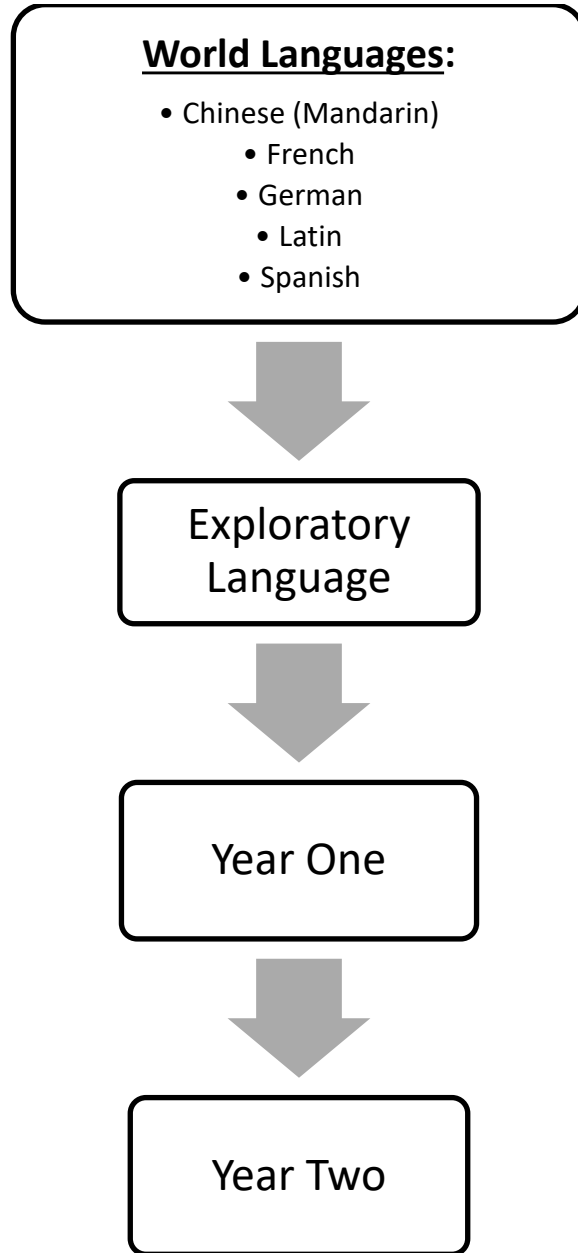 World Languages:
• Chinese (Mandarin)
• French
• German
• Latin
• Spanish
Exploratory
Language
Year One
Year Two